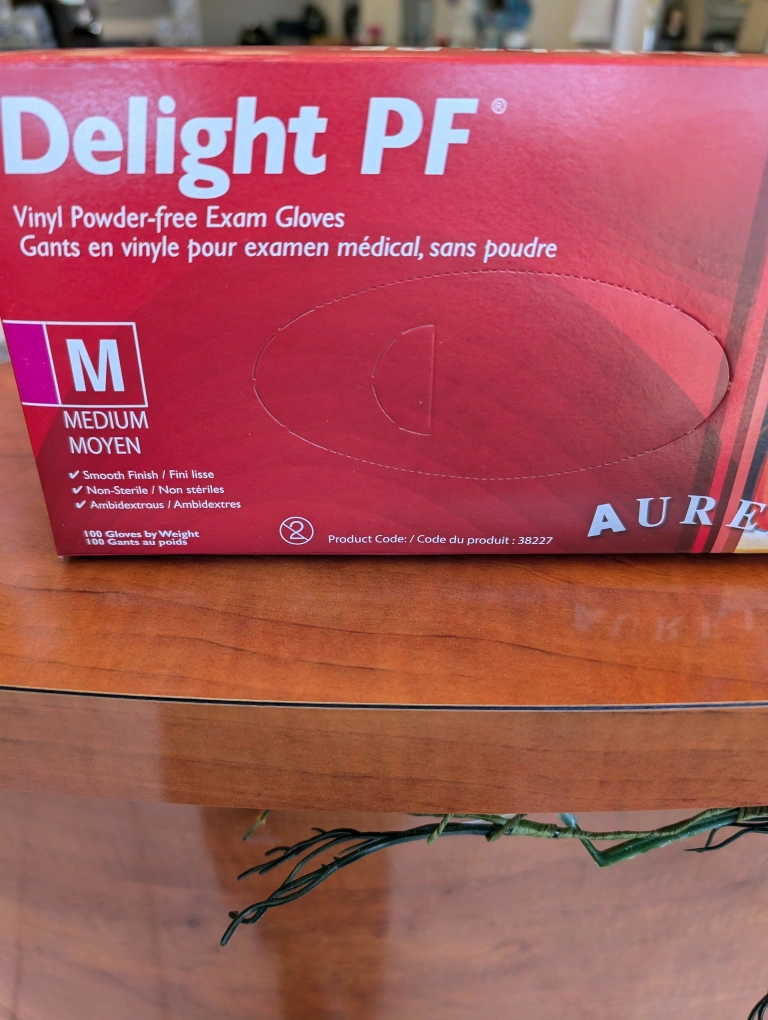 Delight PF®
Vinyl Powder-free Exam Gloves
Gants en vinyle pour examen médical, sans poudre
M
MEDIUM
MOYEN
✔ Smooth Finish / Fini lisse
✔ Non-Sterile / Non stériles
✔ Ambidextrous / Ambidextres
100 Gloves by Weight
100 Gants au poids
2
Product Code: / Code du produit : 38227
AURE